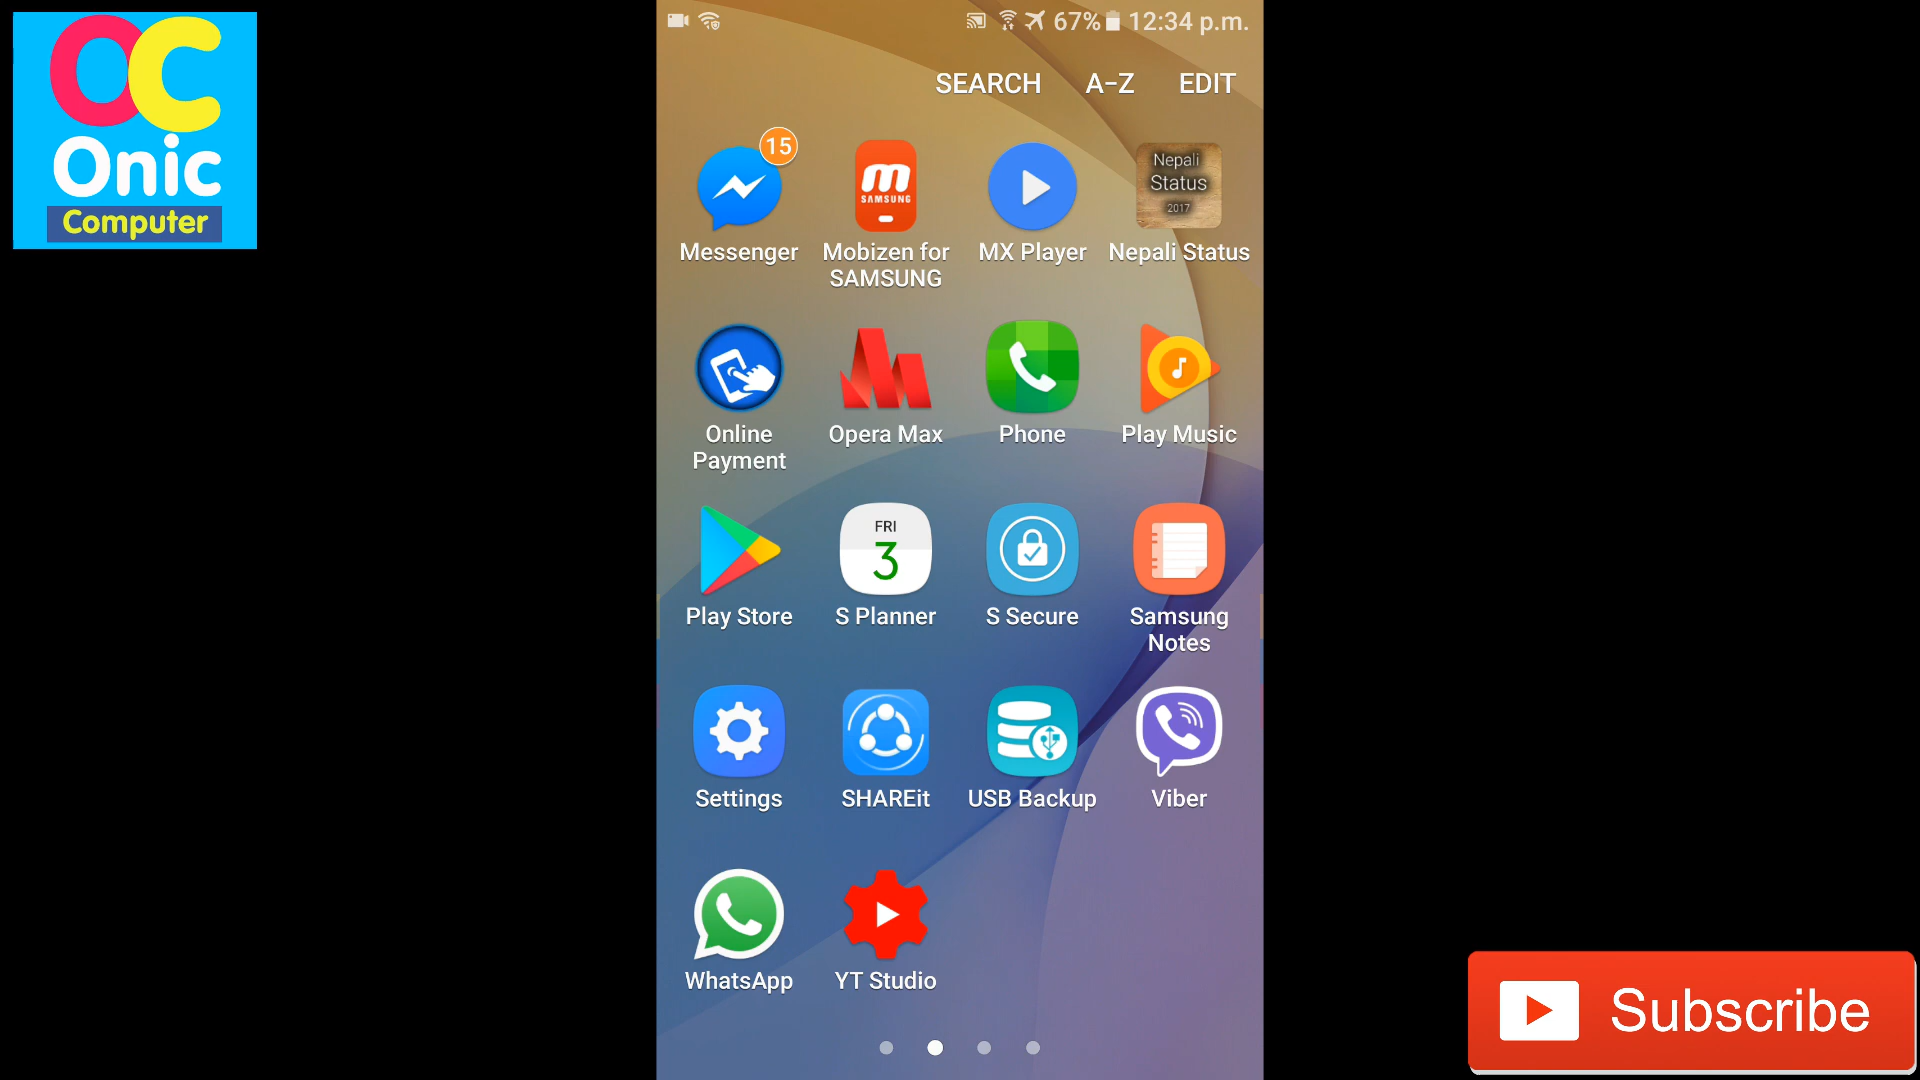 OC
Onic
Computer
67% 12:34 p.m.
SEARCH A-Z EDIT
15
m
SAMSUNG
Nepali
Status
2017
Messenger
Mobizen for
SAMSUNG
MX Player
Nepali Status
Online
Payment
Opera Max
Phone
Play Music
FRI
3
Play Store
S Planner
S Secure
Samsung
Notes
Settings
SHAREit
USB Backup
Viber
WhatsApp
YT Studio
Subscribe